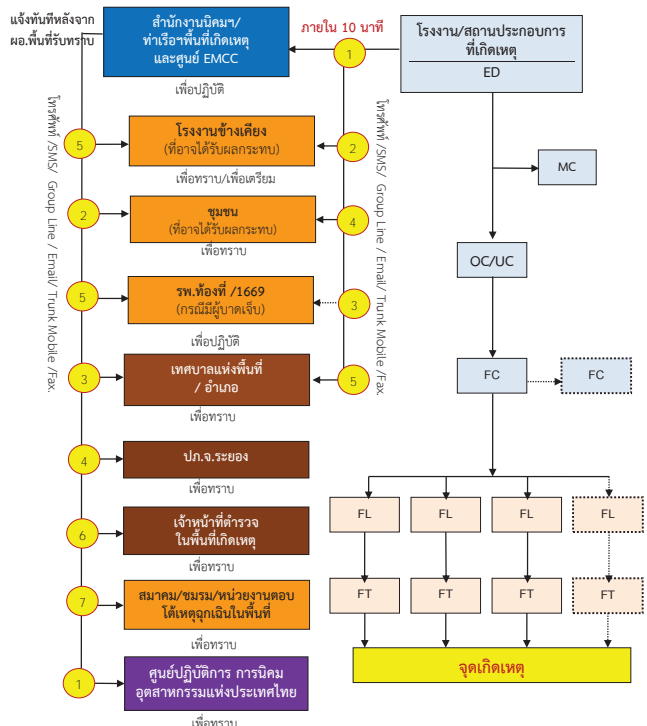 แจ้งทันทีหลังจาก
ผอ.พื้นที่รับทราบ
สำนักงานนิคมฯ/
ท่าเรือฯพื้นที่เกิดเหตุ
และศูนย์ EMCC
เพื่อปฏิบัติ
ภายใน 10 นาที
1
โรงงาน/สถานประกอบการ
ที่เกิดเหตุ
ED
โทรศัพท์ /SMS/ Group Line / Email/ Trunk Mobile /Fax.
โทรศัพท์ /SMS/ Group Line / Email/ Trunk Mobile /Fax.
5
โรงงานข้างเคียง
(ที่อาจได้รับผลกระทบ)
2
เพื่อทราบ/เพื่อเตรียม
MC
2
ชุมชน
(ที่อาจได้รับผลกระทบ)
4
เพื่อทราบ
OC/UC
5
รพ.ท้องที่ /1669
(กรณีมีผู้บาดเจ็บ)
3
เพื่อปฏิบัติ
3
เทศบาลแห่งพื้นที่
/ อำเภอ
5
เพื่อทราบ
FC
FC
4
ปภ.จ.ระยอง
เพื่อทราบ
6
เจ้าหน้าที่ตำรวจ
ในพื้นที่เกิดเหตุ
เพื่อทราบ
FL
FL
FL
FL
7
สมาคม/ชมรม/หน่วยงานตอบ
โต้เหตุฉุกเฉินในพื้นที่
เพื่อทราบ
FT
FT
FT
FT
1
ศูนย์ปฏิบัติการ การนิคม
อุตสาหกรรมแห่งประเทศไทย
เพื่อทราบ
จุดเกิดเหตุ